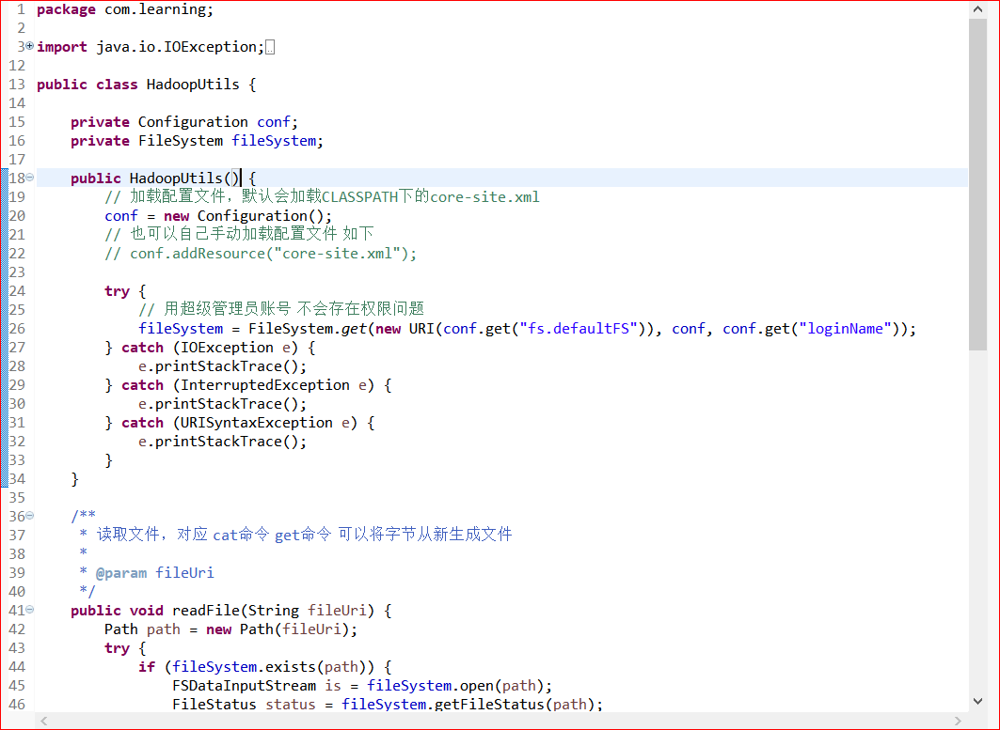 1 package com.learning;
2
3 import java.io.IOException;
12
13 public class HadoopUtils {
14
15     private Configuration conf;
16     private FileSystem fileSystem;
17
18     public HadoopUtils() {
19         // 加载配置文件，默认会加载CLASSPATH下的core-site.xml
20         conf = new Configuration();
21         // 也可以自己手动加载配置文件 如下
22         // conf.addResource("core-site.xml");
23
24         try {
25             // 用超级管理员账号 不会存在权限问题
26             fileSystem = FileSystem.get(new URI(conf.get("fs.defaultFS")), conf, conf.get("loginName"));
27         } catch (IOException e) {
28             e.printStackTrace();
29         } catch (InterruptedException e) {
30             e.printStackTrace();
31         } catch (URISyntaxException e) {
32             e.printStackTrace();
33         }
34     }
35
36     /**
37      * 读取文件，对应 cat命令 get命令 可以将字节从新生成文件
38      *
39      * @param fileUri
40      */
41     public void readFile(String fileUri) {
42         Path path = new Path(fileUri);
43         try {
44             if (fileSystem.exists(path)) {
45                 FSDataInputStream is = fileSystem.open(path);
46                 FileStatus status = fileSystem.getFileStatus(path);